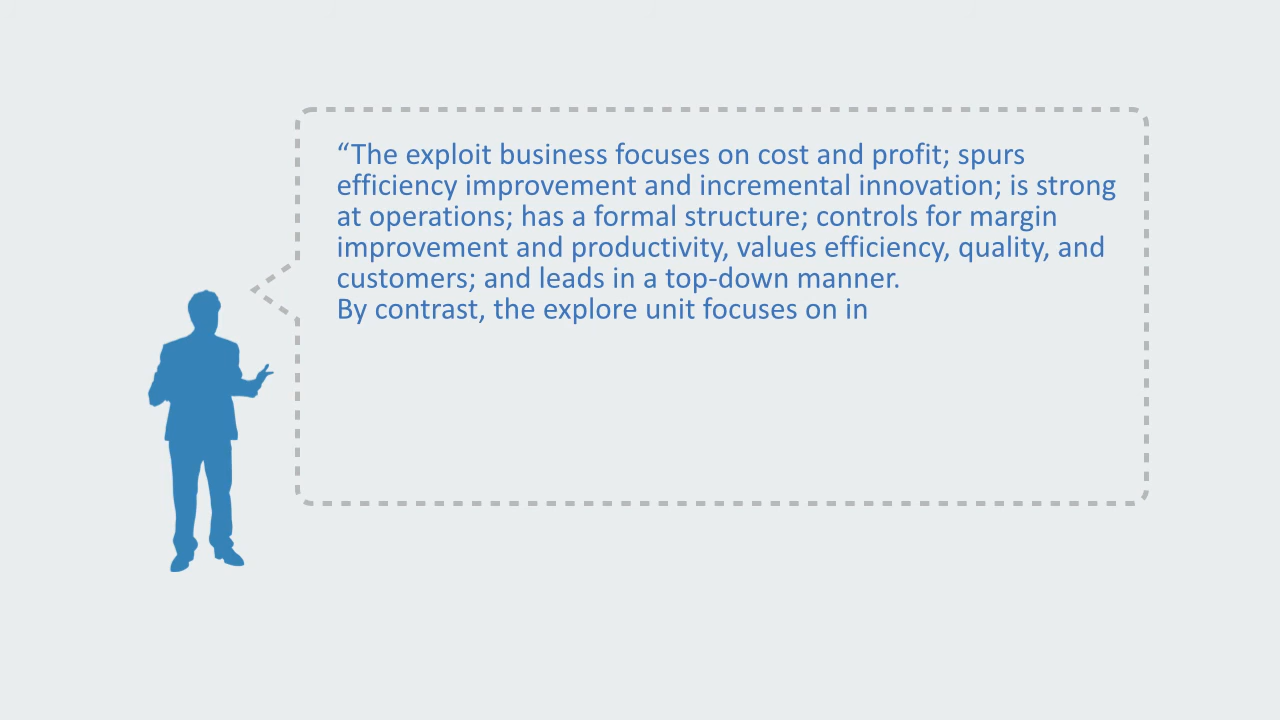 “The exploit business focuses on cost and profit; spurs
efficiency improvement and incremental innovation; is strong
at operations; has a formal structure; controls for margin
improvement and productivity, values efficiency, quality, and
customers; and leads in a top-down manner.
By contrast, the explore unit focuses on in